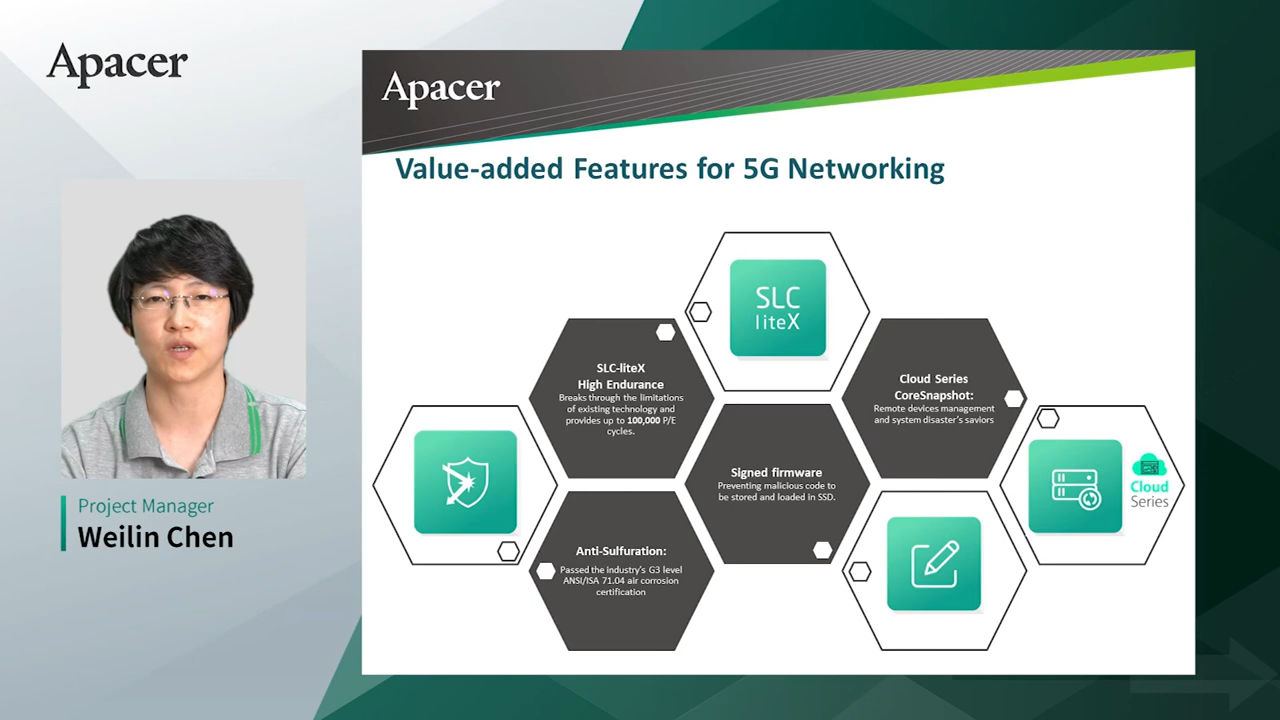 Apacer
Apacer
Value-added Features for 5G Networking
SLC
liteX
SLC-liteX
High Endurance
Breaks through the limitations
of existing technology and
provides up to 100,000 P/E
cycles.
Cloud Series
CoreSnapshot:
Remote devices management
and system disaster's saviors
Signed firmware
Preventing malicious code to
be stored and loaded in SSD.
Cloud
Series
Anti-Sulfuration:
Passed the industry's G3 level
ANSI/ISA 71.04 air corrosion
certification
Project Manager
Weilin Chen